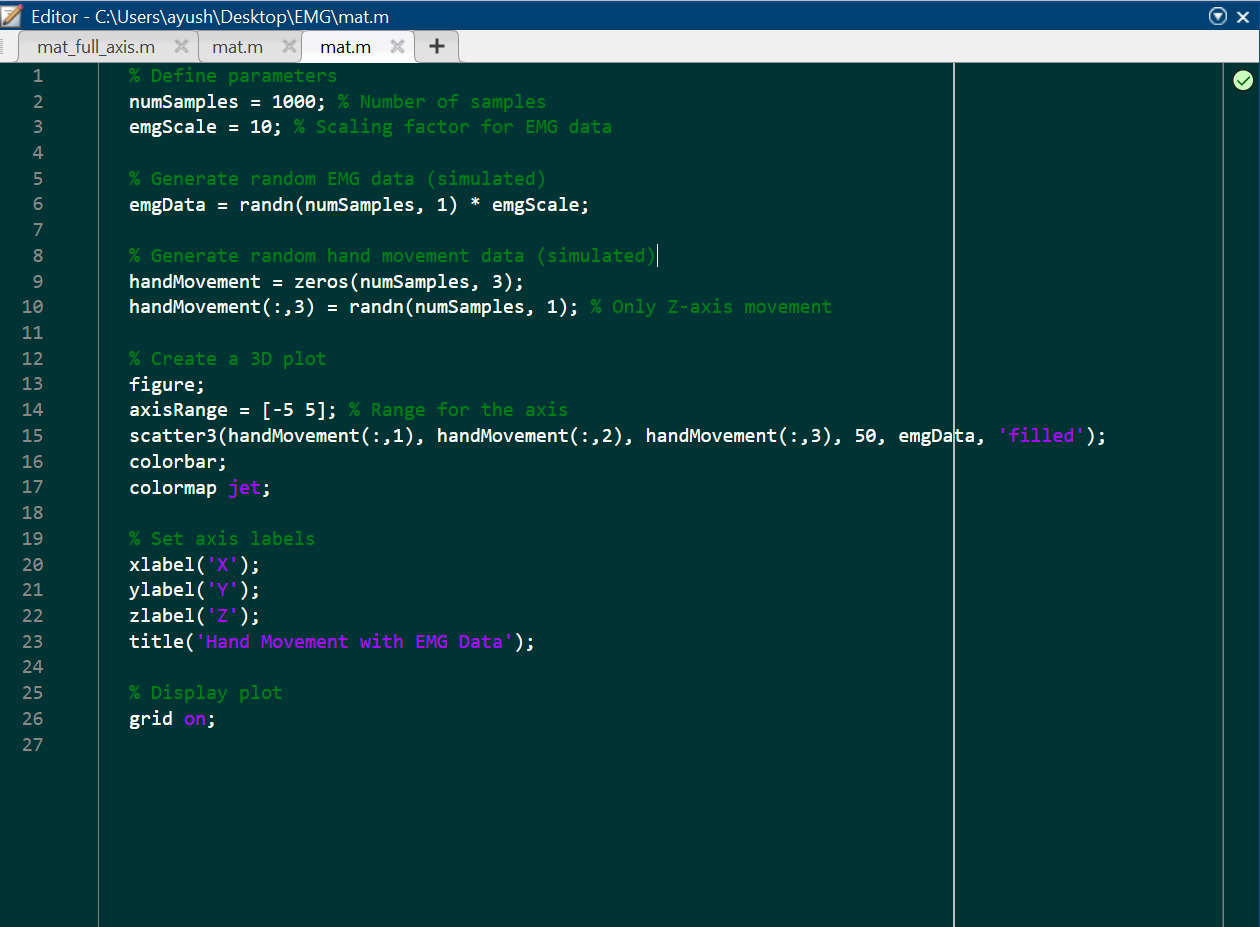 Editor - C:\Users\ayush\Desktop\EMG\mat.m
mat_full_axis.m mat.m mat.m
1 % Define parameters
2 numSamples = 1000; % Number of samples
3 emgScale = 10; % Scaling factor for EMG data
4
5 % Generate random EMG data (simulated)
6 emgData = randn(numSamples, 1) * emgScale;
7
8 % Generate random hand movement data (simulated)
9 handMovement = zeros(numSamples, 3);
10 handMovement(:,3) = randn(numSamples, 1); % Only Z-axis movement
11
12 % Create a 3D plot
13 figure;
14 axisRange = [-5 5]; % Range for the axis
15 scatter3(handMovement(:,1), handMovement(:,2), handMovement(:,3), 50, emgData, 'filled');
16 colorbar;
17 colormap jet;
18
19 % Set axis labels
20 xlabel('X');
21 ylabel('Y');
22 zlabel('Z');
23 title('Hand Movement with EMG Data');
24
25 % Display plot
26 grid on;
27